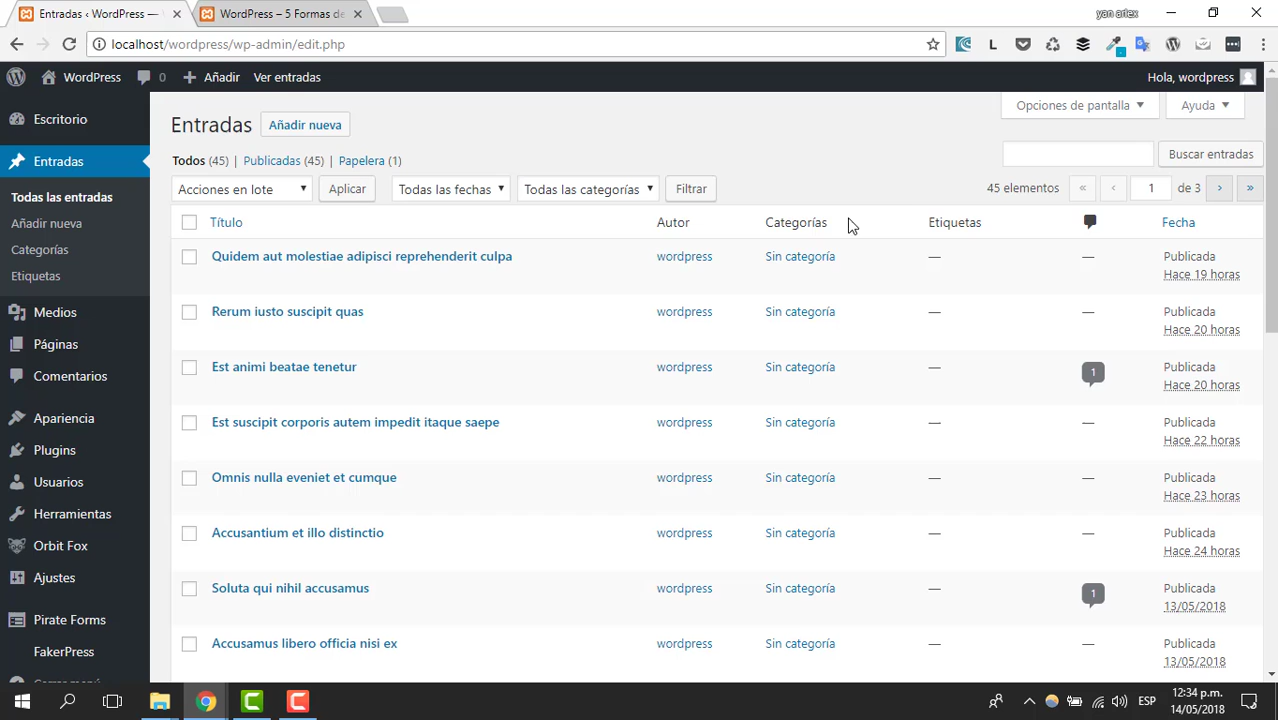 Entradas ‹ WordPress —
WordPress – 5 Formas de
yan artex
localhost/wordpress/wp-admin/edit.php
WordPress
0
Añadir
Ver entradas
Hola, wordpress
Escritorio
Entradas
Todas las entradas
Añadir nueva
Categorías
Etiquetas
Medios
Páginas
Comentarios
Apariencia
Plugins
Usuarios
Herramientas
Orbit Fox
Ajustes
Pirate Forms
FakerPress
Cerrar menú
Opciones de pantalla
Ayuda
Entradas
Añadir nueva
Todos (45) | Publicadas (45) | Papelera (1)
Buscar entradas
Acciones en lote
Aplicar
Todas las fechas
Todas las categorías
Filtrar
45 elementos
«
‹
1
de 3
›
»
Título
Autor
Categorías
Etiquetas
Fecha
Quidem aut molestiae adipisci reprehenderit culpa
wordpress
Sin categoría
—
—
Publicada
Hace 19 horas
Rerum iusto suscipit quas
wordpress
Sin categoría
—
—
Publicada
Hace 20 horas
Est animi beatae tenetur
wordpress
Sin categoría
—
1
Publicada
Hace 20 horas
Est suscipit corporis autem impedit itaque saepe
wordpress
Sin categoría
—
—
Publicada
Hace 22 horas
Omnis nulla eveniet et cumque
wordpress
Sin categoría
—
—
Publicada
Hace 23 horas
Accusantium et illo distinctio
wordpress
Sin categoría
—
—
Publicada
Hace 24 horas
Soluta qui nihil accusamus
wordpress
Sin categoría
—
1
Publicada
13/05/2018
Accusamus libero officia nisi ex
wordpress
Sin categoría
—
—
Publicada
13/05/2018
ESP
12:34 p.m.
14/05/2018